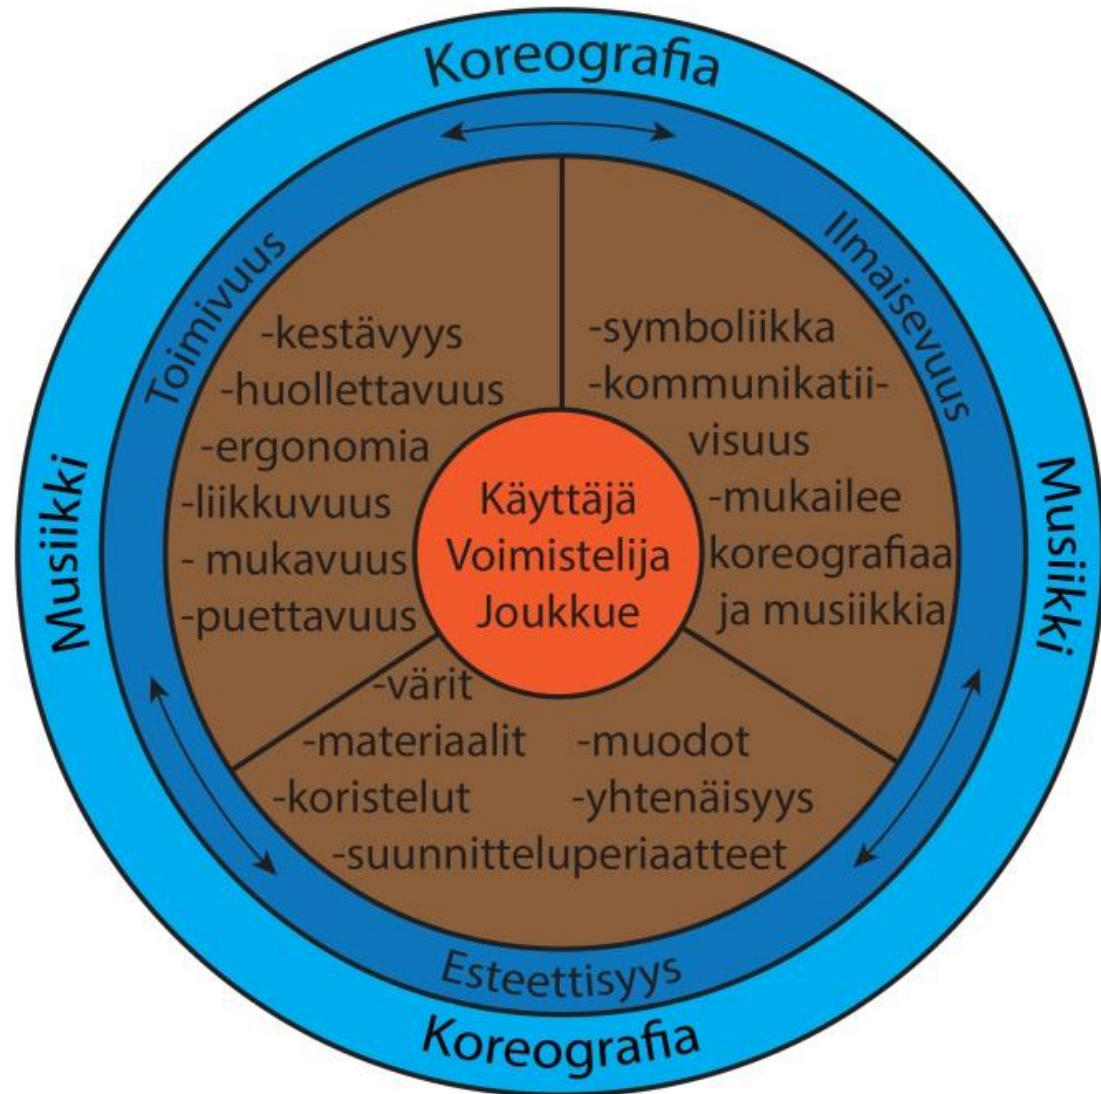 Koreografia
Toimivuus
Ilmaisevuus
Musiikki
Musiikki
-kestävyys
-huollettavuus
-ergonomia
-liikkuvuus
- mukavuus
-puettavuus
-symboliikka
-kommunikatii-
visuus
-mukailee
koreografiaa
ja musiikkia
Käyttäjä
Voimistelija
Joukkue
-värit
-materiaalit
-koristelut
-muodot
-yhtenäisyys
-suunnitteluperiaatteet
Esteettisyys
Koreografia